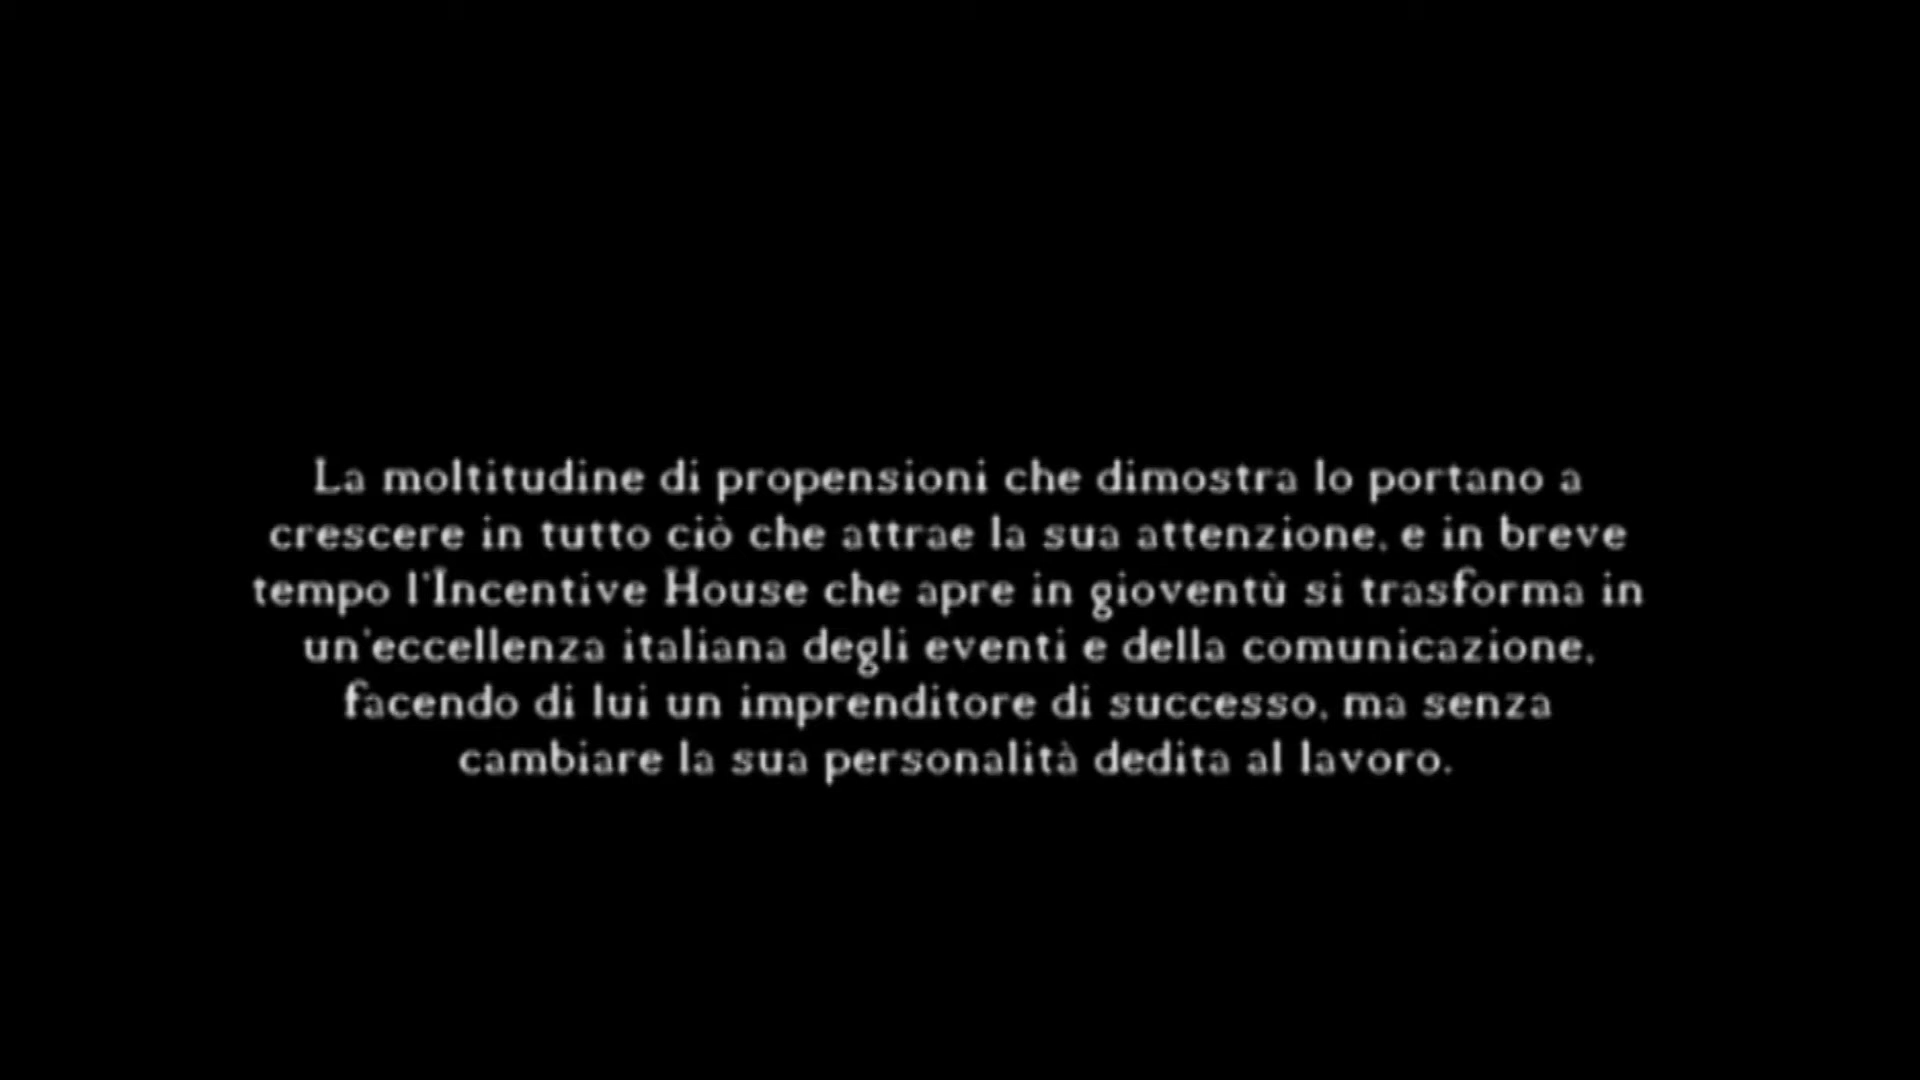 La moltitudine di propensioni che dimostra lo portano a
crescere in tutto ciò che attrae la sua attenzione, e in breve
tempo l'Incentive House che apre in gioventù si trasforma in
un'eccellenza italiana degli eventi e della comunicazione,
facendo di lui un imprenditore di successo, ma senza
cambiare la sua personalità dedita al lavoro.